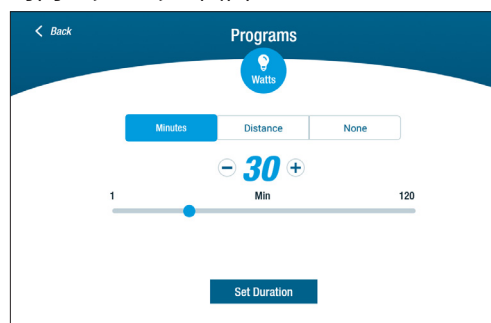 Back
Programs
Watts
Minutes Distance None
30
1 Min 120
Set Duration